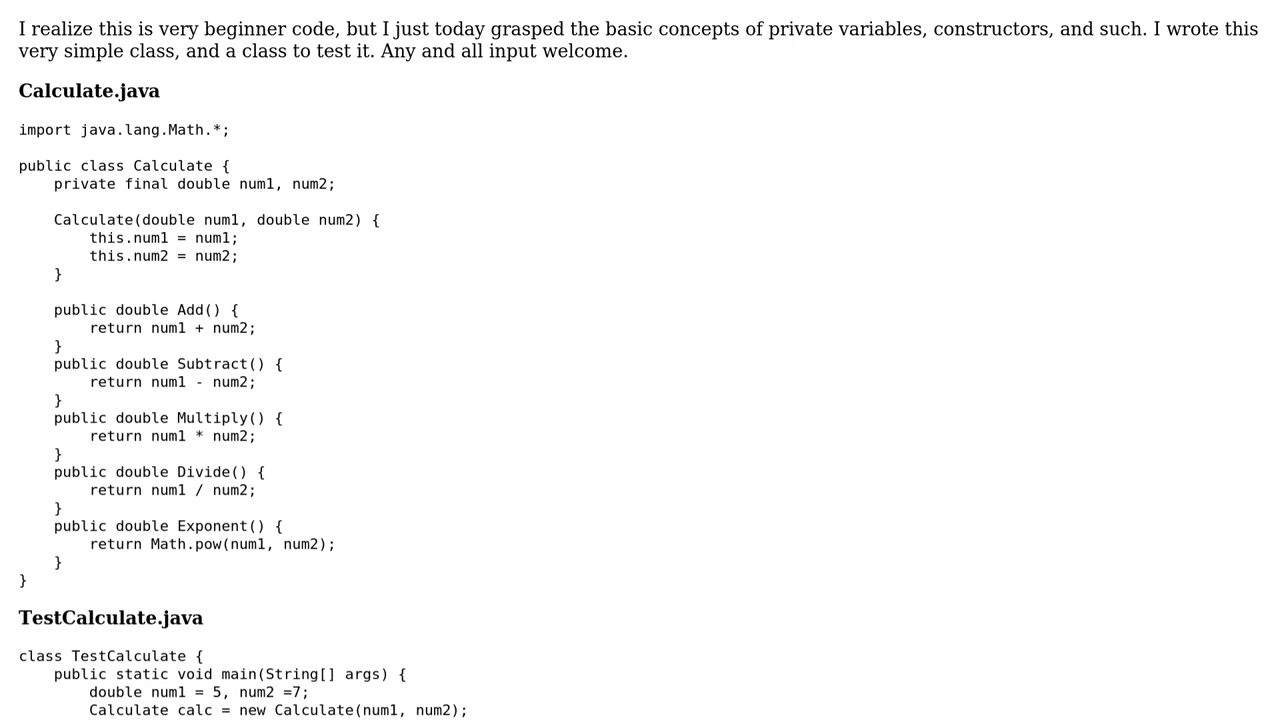 I realize this is very beginner code, but I just today grasped the basic concepts of private variables, constructors, and such. I wrote this
very simple class, and a class to test it. Any and all input welcome.
Calculate.java
import java.lang.Math.*;
public class Calculate {
    private final double num1, num2;
    Calculate(double num1, double num2) {
        this.num1 = num1;
        this.num2 = num2;
    }
    public double Add() {
        return num1 + num2;
    }
    public double Subtract() {
        return num1 - num2;
    }
    public double Multiply() {
        return num1 * num2;
    }
    public double Divide() {
        return num1 / num2;
    }
    public double Exponent() {
        return Math.pow(num1, num2);
    }
}
TestCalculate.java
class TestCalculate {
    public static void main(String[] args) {
        double num1 = 5, num2 =7;
        Calculate calc = new Calculate(num1, num2);